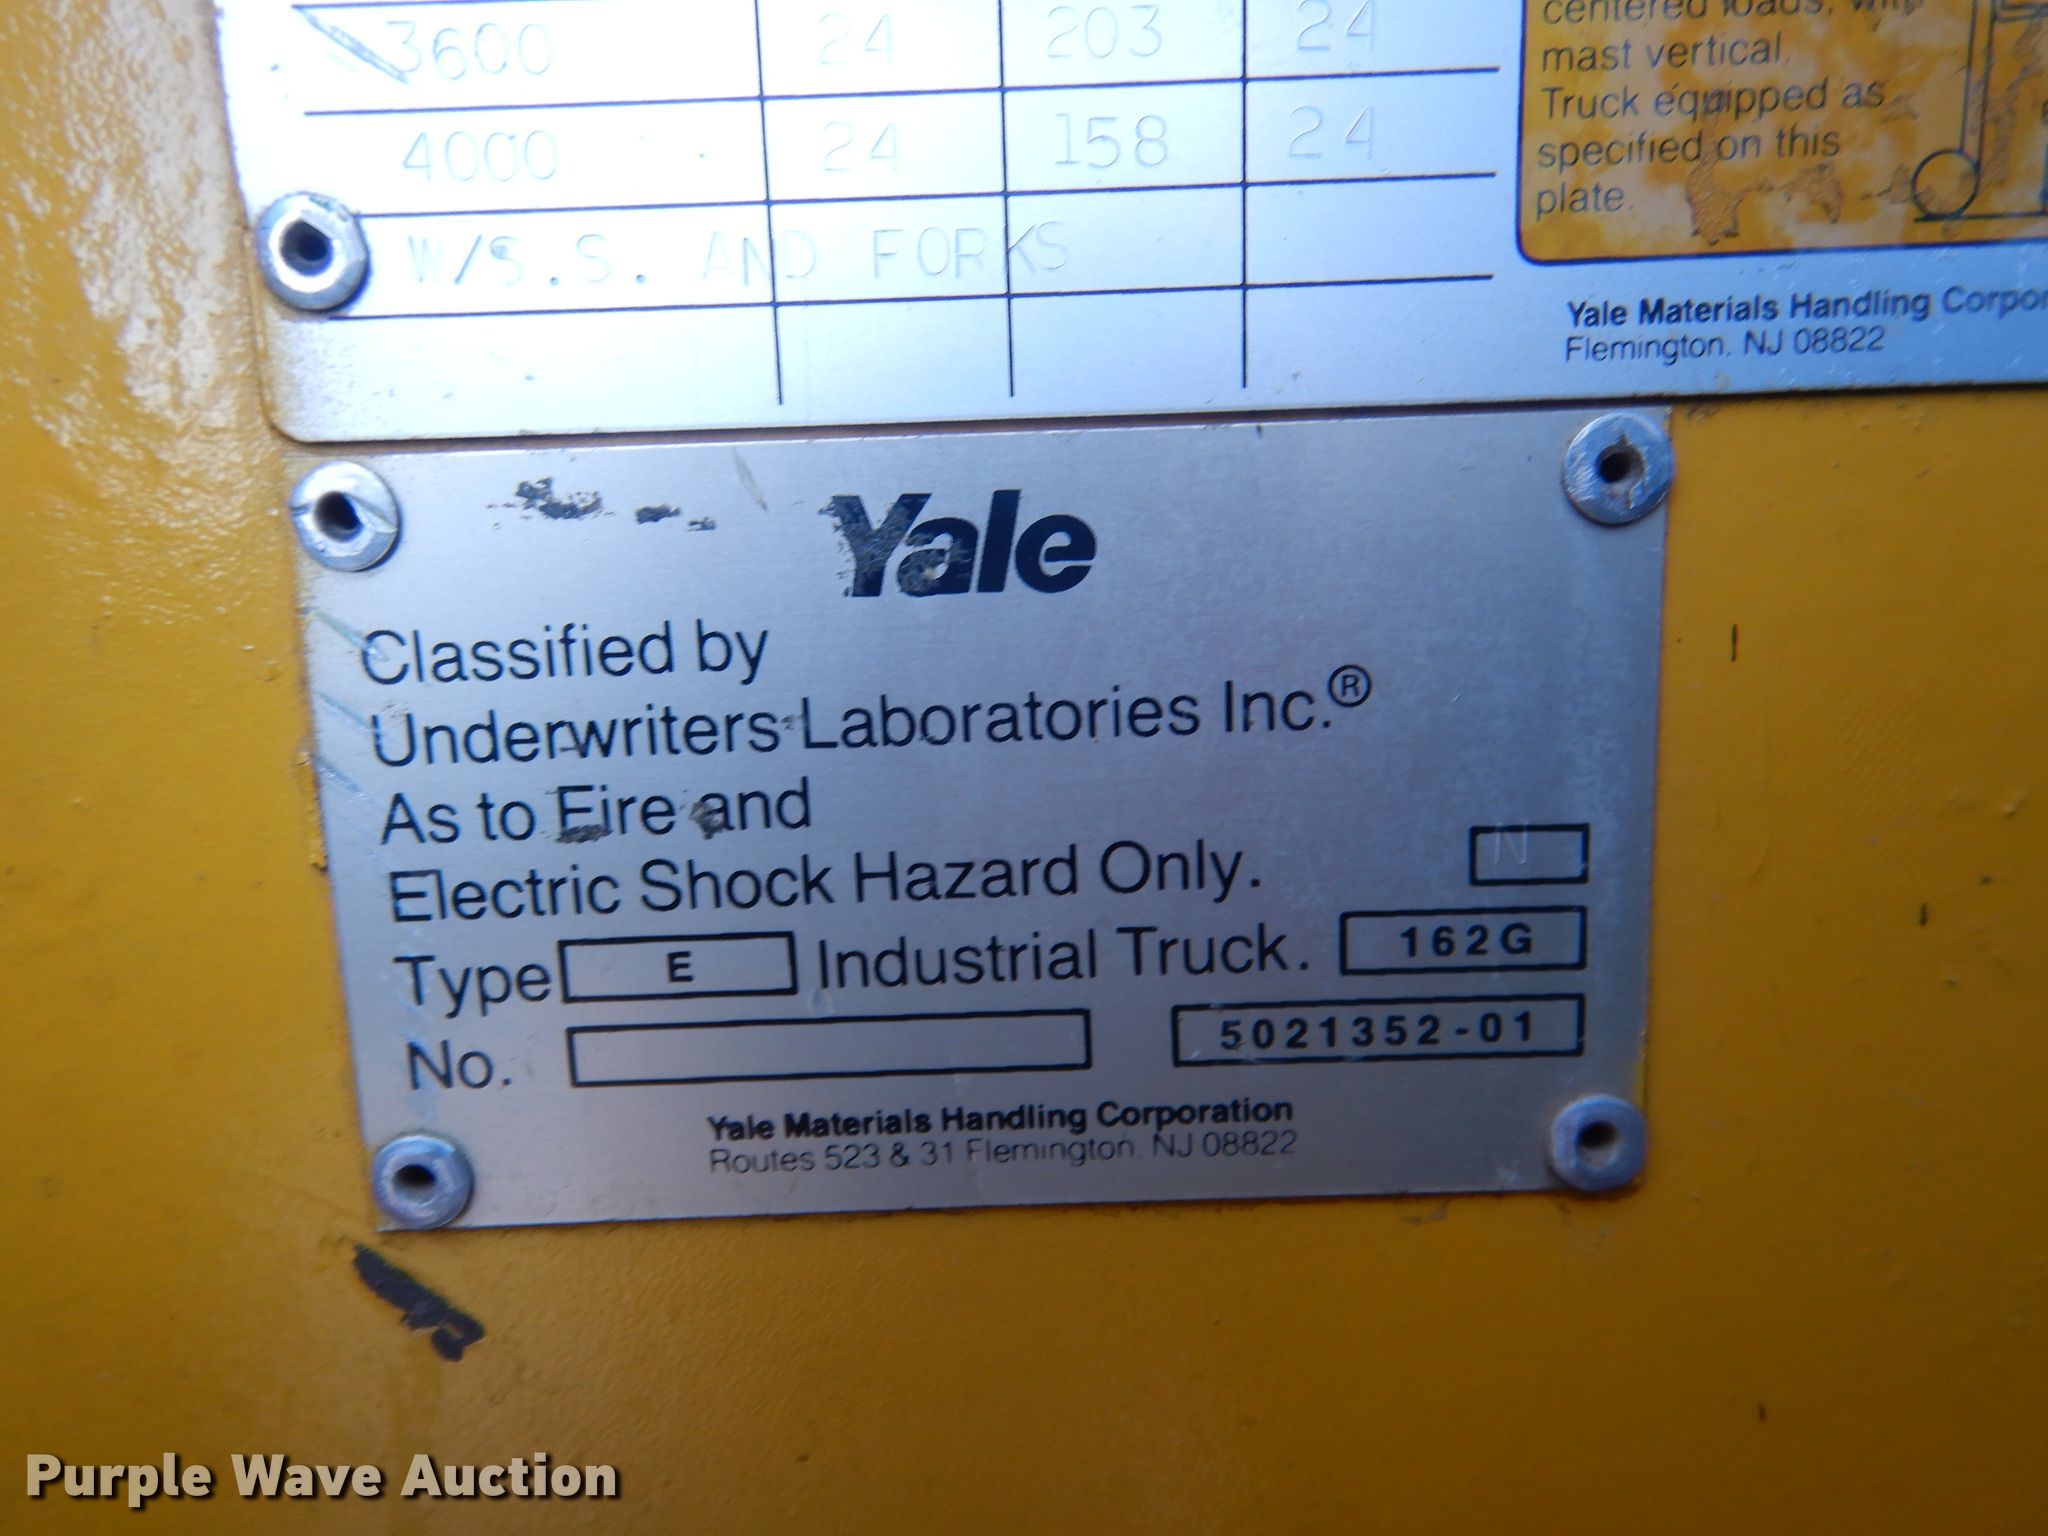 3600 24 203 24
4000 24 158 24
W/S.S. AND FORKS
centered loads, with
mast vertical.
Truck equipped as
specified on this
plate.
Yale Materials Handling
Flemington, NJ 08822
Yale
Classified by
Underwriters Laboratories Inc.®
As to Fire and
Electric Shock Hazard Only. N
Type E Industrial Truck. 162G
No. 5021352-01
Yale Materials Handling Corporation
Routes 523 & 31 Flemington, NJ 08822
Purple Wave Auction